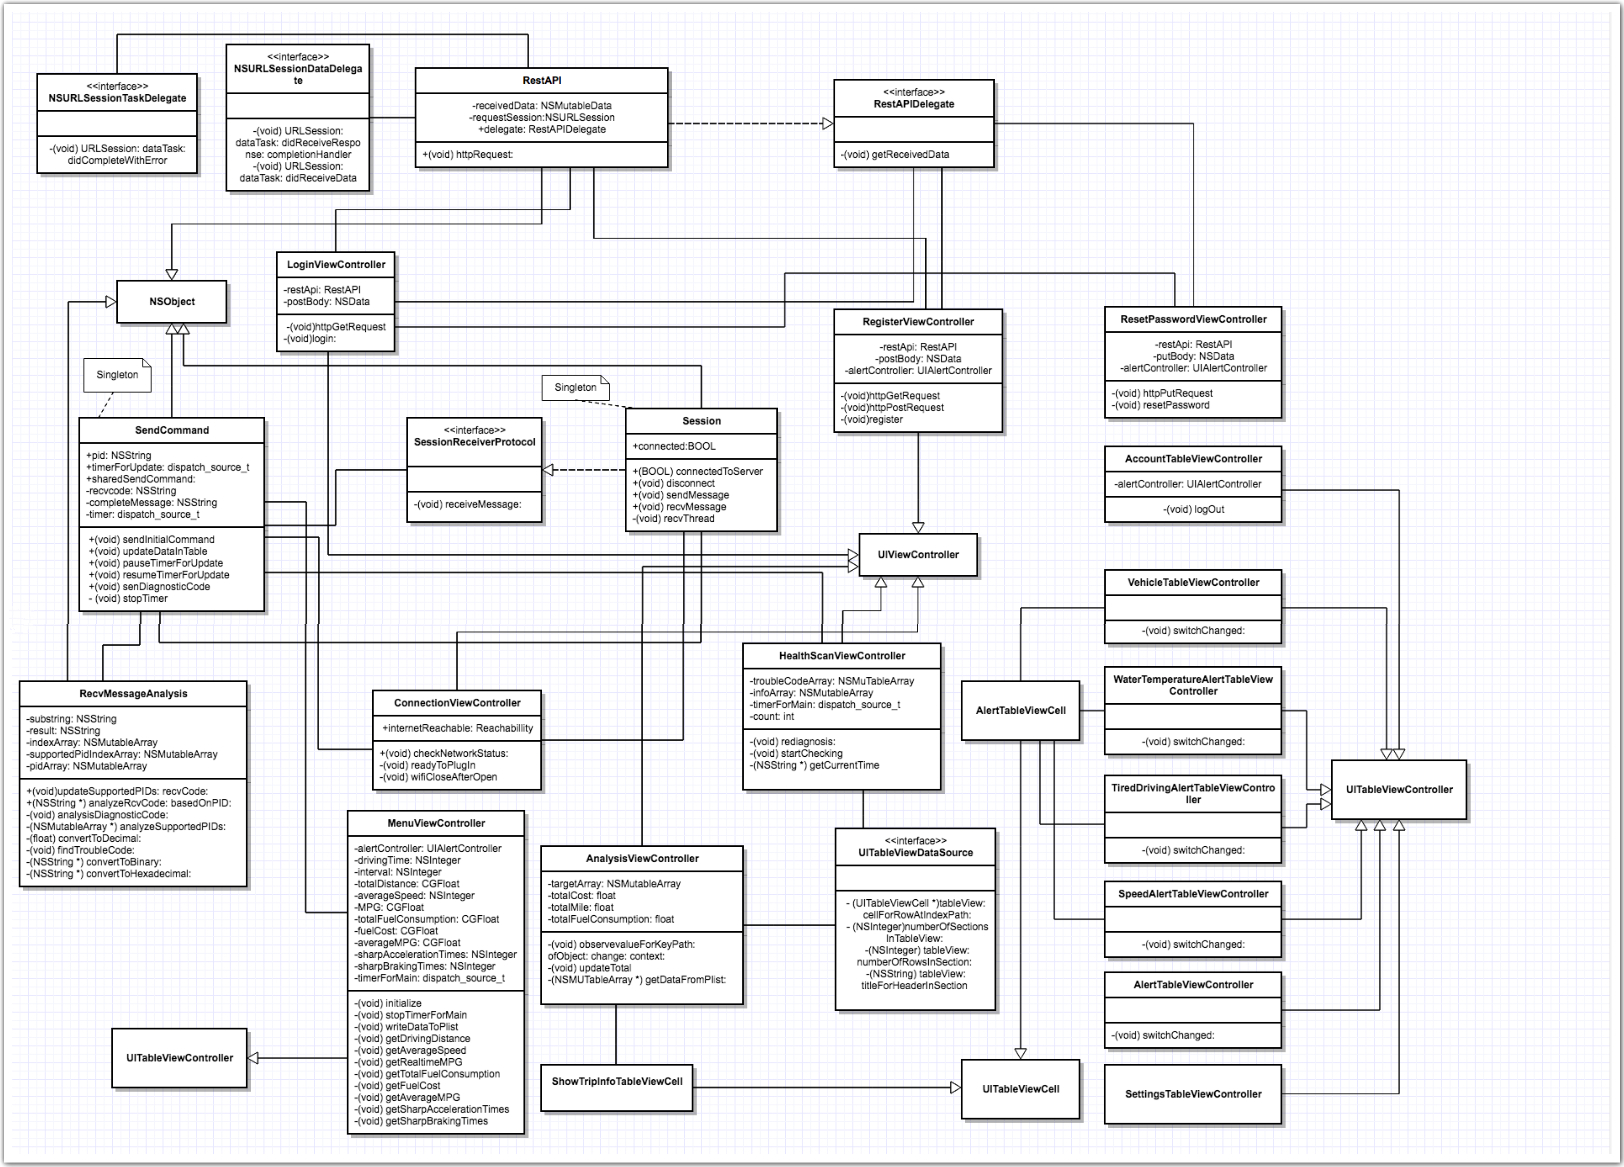 <<interface>>
NSURLSessionTaskDelegate
-(void) URLSession: dataTask:
didCompleteWithError
<<interface>>
NSURLSessionDataDelega
te
-(void) URLSession:
dataTask: didReceiveRespo
nse: completionHandler
-(void) URLSession:
dataTask: didReceiveData
RestAPI
-receivedData: NSMutableData
-requestSession:NSURLSession
+delegate: RestAPIDelegate
+(void) httpRequest:
<<interface>>
RestAPIDelegate
-(void) getReceivedData
NSObject
LoginViewController
-restApi: RestAPI
-postBody: NSData
-(void)httpGetRequest
-(void)login:
RegisterViewController
-restApi: RestAPI
-postBody: NSData
-alertController: UIAlertController
-(void)httpGetRequest
-(void)httpPostRequest
-(void)register
ResetPasswordViewController
-restApi: RestAPI
-putBody: NSData
-alertController: UIAlertController
-(void) httpPutRequest
-(void) resetPassword
Singleton
Singleton
SendCommand
+pid: NSString
+timerForUpdate: dispatch_source_t
+sharedSendCommand:
-recvcode: NSString
-completeMessage: NSString
-timer: dispatch_source_t
+(void) sendInitialCommand
+(void) updateDataInTable
+(void) pauseTimerForUpdate
+(void) resumeTimerForUpdate
+(void) senDiagnosticCode
- (void) stopTimer
<<interface>>
SessionReceiverProtocol
-(void) receiveMessage:
Session
+connected:BOOL
+(BOOL) connectedToServer
+(void) disconnect
+(void) sendMessage
+(void) recvMessage
-(void) recvThread
AccountTableViewController
-alertController: UIAlertController
-(void) logOut
UIViewController
VehicleTableViewController
-(void) switchChanged:
RecvMessageAnalysis
-substring: NSString
-result: NSString
-indexArray: NSMutableArray
-supportedPidIndexArray: NSMutableArray
-pidArray: NSMutableArray
+(void)updateSupportedPIDs: recvCode:
+(NSString *) analyzeRcvCode: basedOnPID:
-(void) analysisDiagnosticCode:
-(NSMutableArray *) analyzeSupportedPIDs:
-(float) convertToDecimal:
-(void) findTroubleCode:
-(NSString *) convertToBinary:
-(NSString *) convertToHexadecimal:
ConnectionViewController
+internetReachable: Reachability
+(void) checkNetworkStatus:
-(void) readyToPlugIn
-(void) wifiCloseAfterOpen
HealthScanViewController
-troubleCodeArray: NSMuTableArray
-infoArray: NSMutableArray
-timerForMain: dispatch_source_t
-count: int
-(void) rediagnosis:
-(void) startChecking
-(NSString *) getCurrentTime
AlertTableViewCell
WaterTemperatureAlertTableView
Controller
-(void) switchChanged:
TiredDrivingAlertTableViewContro
ller
-(void) switchChanged:
UITableViewController
MenuViewController
-alertController: UIAlertController
-drivingTime: NSInteger
-interval: NSInteger
-totalDistance: CGFloat
-averageSpeed: NSInteger
-MPG: CGFloat
-totalFuelConsumption: CGFloat
-fuelCost: CGFloat
-averageMPG: CGFloat
-sharpAccelerationTimes: NSInteger
-sharpBrakingTimes: NSInteger
-timerForMain: dispatch_source_t
-(void) initialize
-(void) stopTimerForMain
-(void) writeDataToPlist
-(void) getDrivingDistance
-(void) getAverageSpeed
-(void) getRealtimeMPG
-(void) getTotalFuelConsumption
-(void) getFuelCost
-(void) getAverageMPG
-(void) getSharpAccelerationTimes
-(void) getSharpBrakingTimes
AnalysisViewController
-targetArray: NSMutableArray
-totalCost: float
-totalMile: float
-totalFuelConsumption: float
-(void) observevalueForKeyPath:
ofObject: change: context:
-(void) updateTotal
-(NSMUTableArray *) getDataFromPlist:
<<interface>>
UITableViewDataSource
- (UITableViewCell *)tableView:
cellForRowAtIndexPath:
- (NSInteger)numberOfSections
InTableView:
-(NSInteger) tableView:
numberOfRowsInSection:
-(NSString) tableView:
titleForHeaderInSection
SpeedAlertTableViewController
-(void) switchChanged:
AlertTableViewController
-(void) switchChanged:
UITableViewController
ShowTripInfoTableViewCell
UITableViewCell
SettingsTableViewController